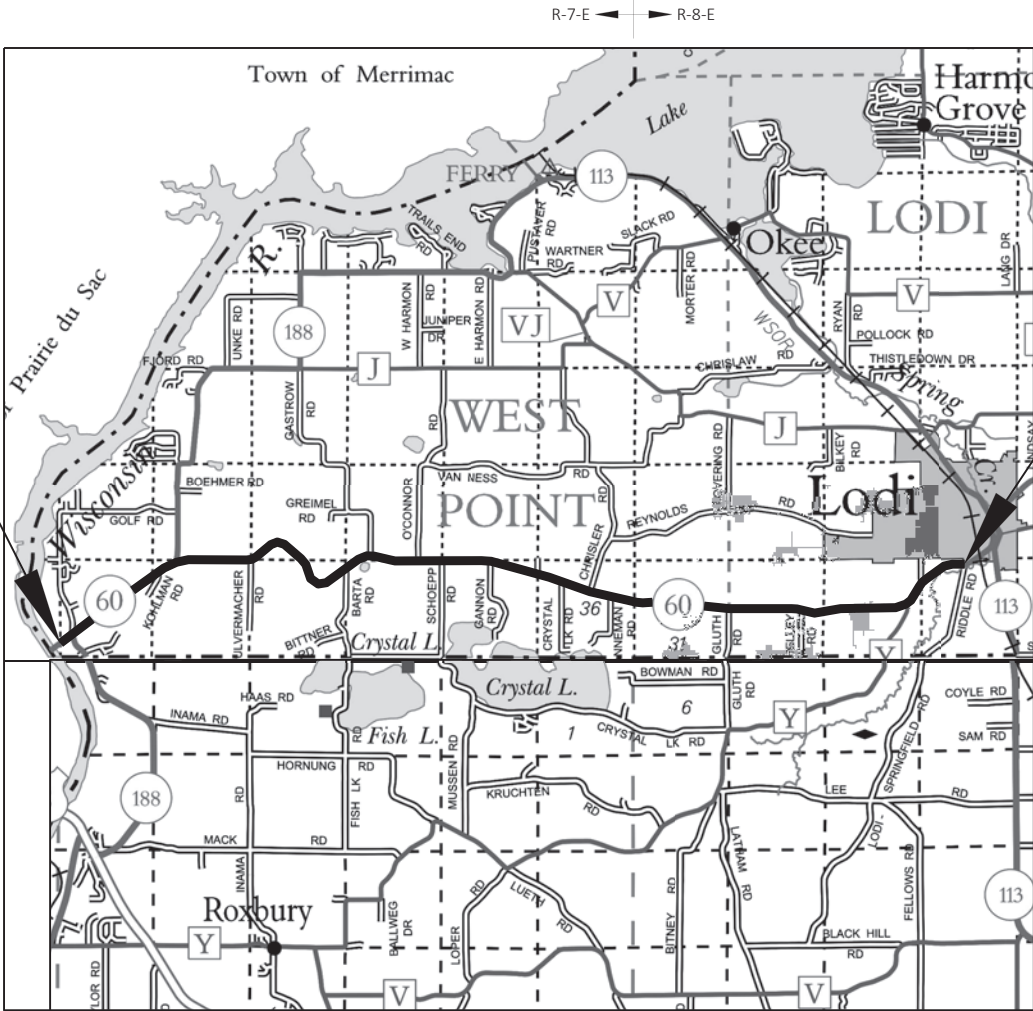 R-7-E R-8-E
Town of Merrimac
Harmo
Grove
Lake
FERRY
113
LODI
TRAILS END
RD
PUSTAVER
RD
SLACK RD
WARTNER
RD
Okee
LANG DR
R.
Prairie du Sac
UNKE RD
188
W HARMON
RD
JUNIPER
DR
E HARMON RD
VJ
V
MORTER RD
WSOR
RYAN
RD
V
POLLOCK RD
THISTLEDOWN DR
FJORD RD
J
CHRISLAW
RD
Spring
GASTROW
RD
RD
WEST
J
BILKEY
RD
Wisconsin
BOEHMER RD
VAN NESS
RD
Cr.
GREIMEL
RD
O'CONNOR
POINT
RD
REYNOLDS
RD
Lodi
GOLF RD
CHRISLER
60
RD
BARTA
RD
SCHOEPP
RD
GANNON
RD
CRYSTAL
LK RD
36
RD
60
31
GLUTH
RD
RIDDLE RD
113
BITTNER
RD
Crystal L.
Y
HAAS RD
INAMA RD
Fish L.
RD
Crystal L.
BOWMAN RD
6
GLUTH
RD
Y
COYLE RD
SAM RD
1
CRYSTAL
LK RD
HORNUNG
RD
MUSSEN RD
KRUCHTEN
RD
SPRINGFIELD RD
LODI -
LEE
RD
188
RD
INAMA
FISH LK
MACK
RD
LATHAM
RD
FELLOWS RD
113
Roxbury
Y
BALLWEG
DR
RD
LOPER
LUETH
RD
BITNEY
RD
BLACK HILL
RD
V
V